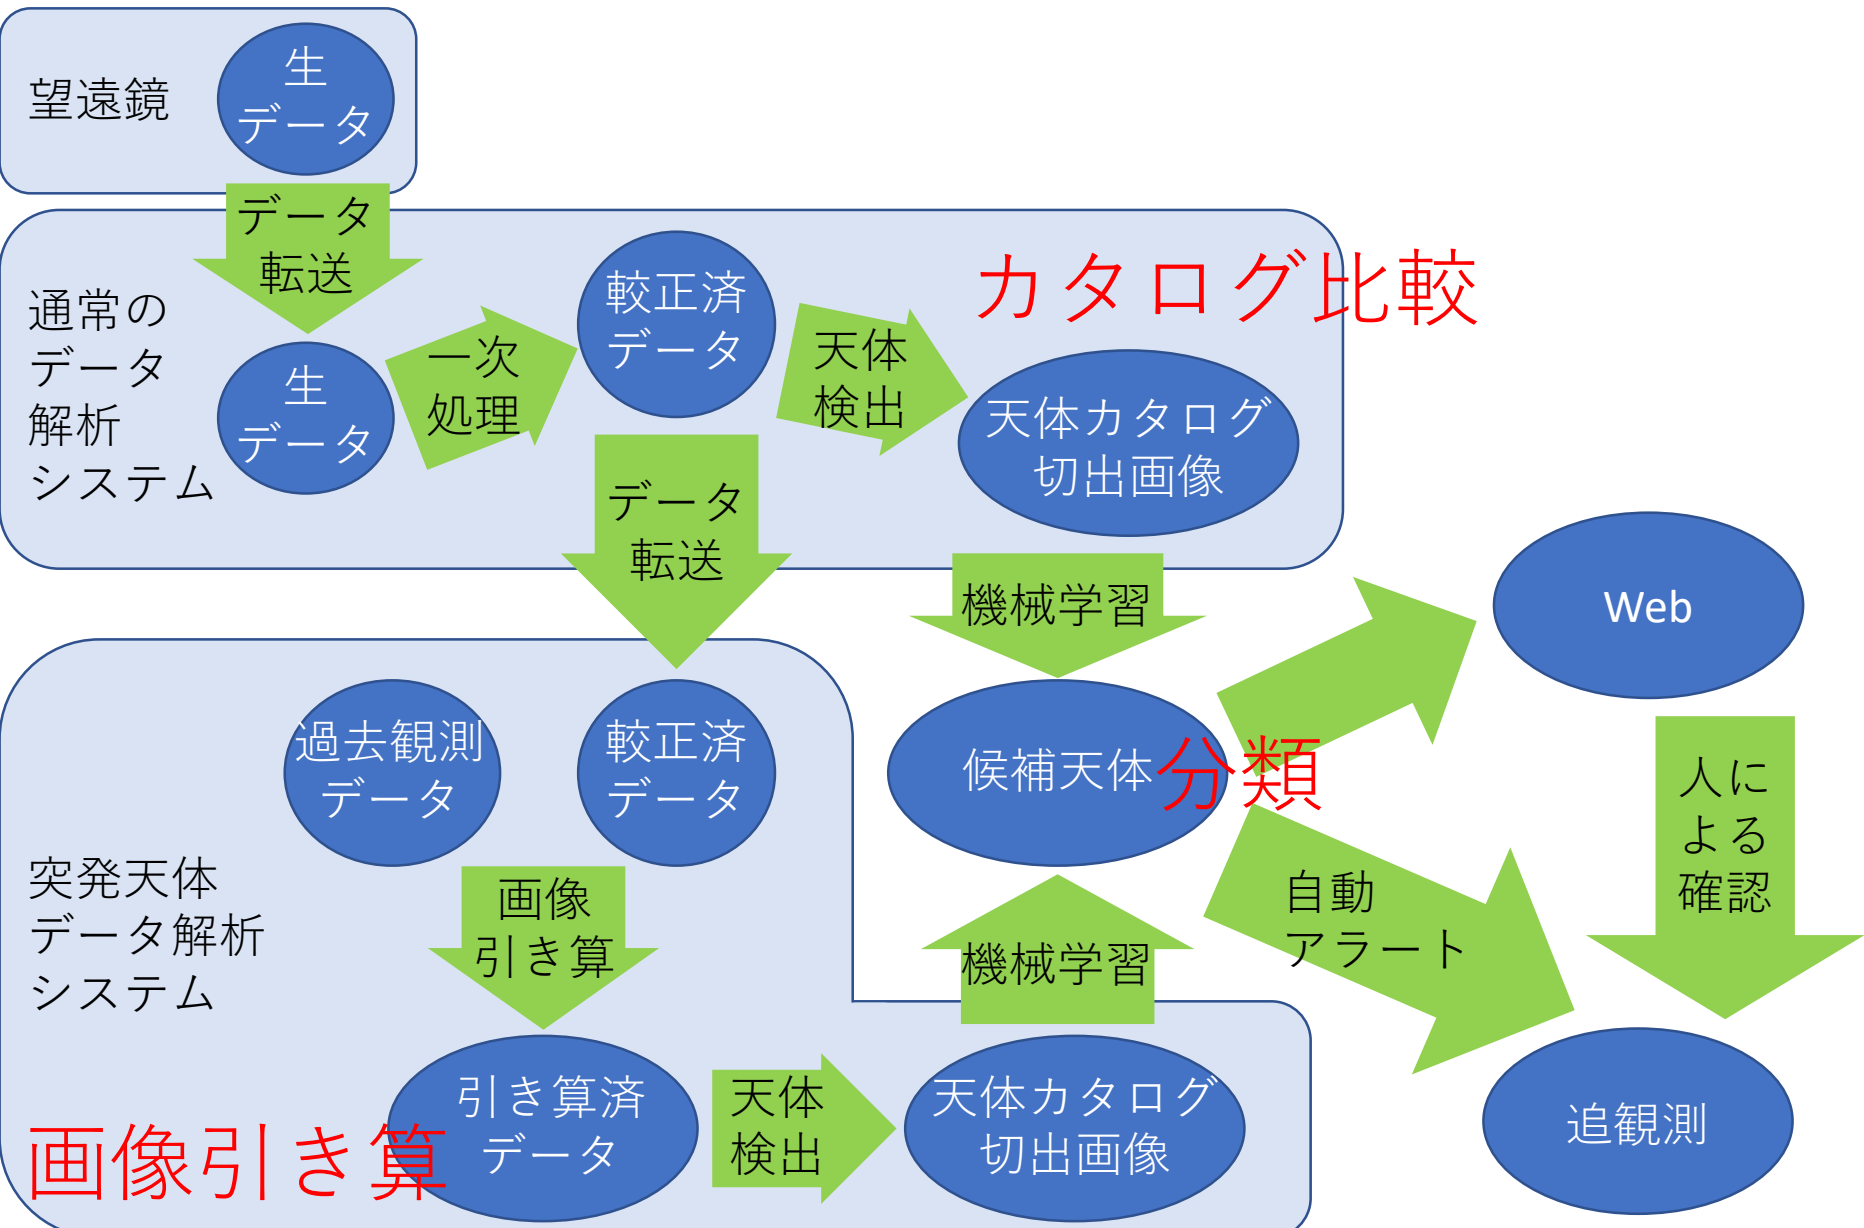 望遠鏡
生
データ
データ
転送
通常の
データ
解析
システム
生
データ
一次
処理
較正済
データ
天体
検出
カタログ比較
天体カタログ
切出画像
データ
転送
機械学習
Web
過去観測
データ
較正済
データ
候補天体
分類
人に
よる
確認
突発天体
データ解析
システム
画像
引き算
機械学習
自動
アラート
画像引き算
引き算済
データ
天体
検出
天体カタログ
切出画像
追観測